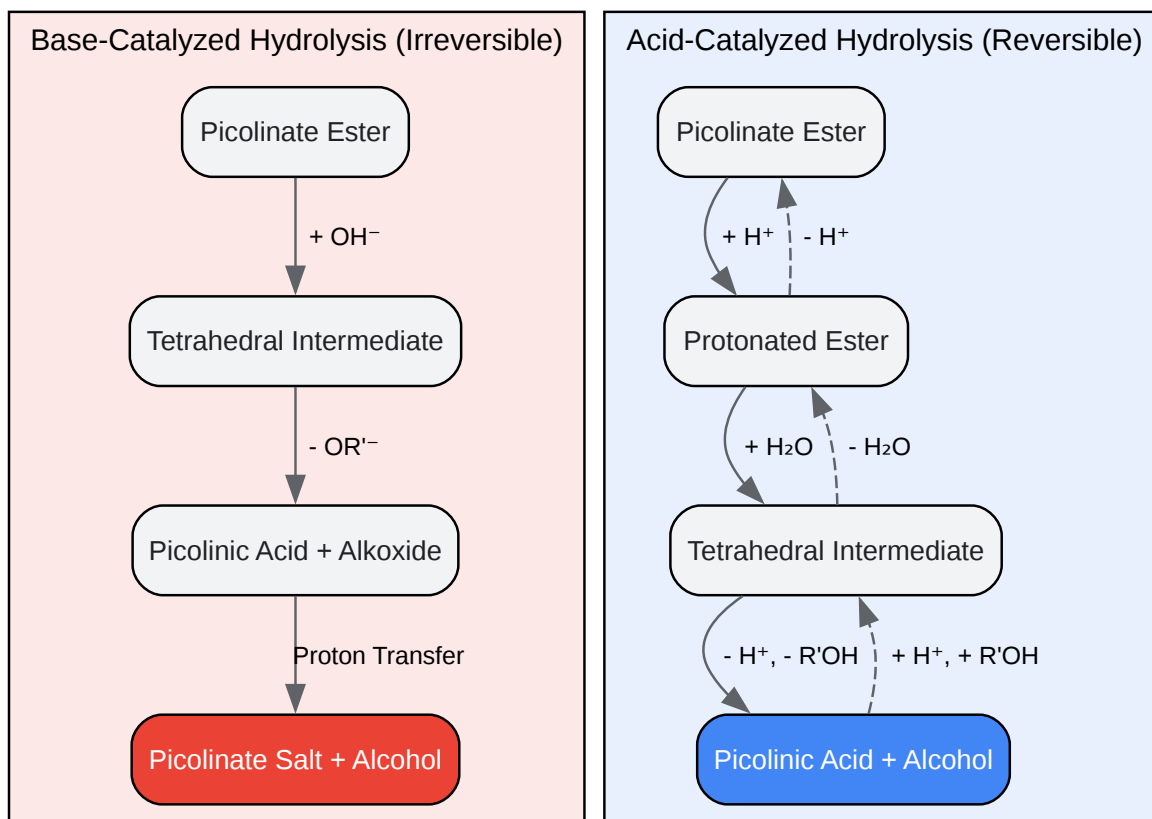 Base-Catalyzed Hydrolysis (Irreversible)
Picolinate Ester
+ OH⁻
Tetrahedral Intermediate
- OR'⁻
Picolinic Acid + Alkoxide
Proton Transfer
Picolinate Salt + Alcohol
Acid-Catalyzed Hydrolysis (Reversible)
Picolinate Ester
+ H⁺
- H⁺
Protonated Ester
+ H₂O
- H₂O
Tetrahedral Intermediate
- H⁺, - R'OH
+ H⁺, + R'OH
Picolinic Acid + Alcohol